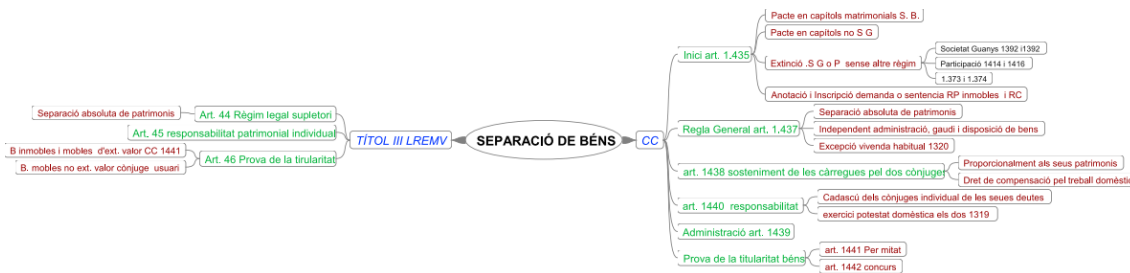 SEPARACIÓ DE BÉNS
TÍTOL III LREMV
Art. 44 Règim legal supletori
Separació absoluta de patrimonis
Art. 45 responsabilitat patrimonial individual
Art. 46 Prova de la tirularitat
B inmobles i mobles d'ext. valor CC 1441
B. mobles no ext. valor cònjuge usuari
CC
Inici art. 1.435
Pacte en capítols matrimonials S. B.
Pacte en capítols no S G
Extinció .S G o P sense altre règim
Societat Guanys 1392 i1392
Participació 1414 i 1416
1.373 i 1.374
Anotació i Inscripció demanda o sentencia RP inmobles i RC
Regla General art. 1.437
Separació absoluta de patrimonis
Independent administració, gaudi i disposició de bens
Excepció vivenda habitual 1320
art. 1438 sosteniment de les càrregues pel dos cònjuges
Proporcionalment als seus patrimonis
Dret de compensació pel treball domèstic
art. 1440 responsabilitat
Cadascú dels cònjuges individual de les seues deutes
exercici potestat domèstica els dos 1319
Administració art. 1439
Prova de la titularitat béns
art. 1441 Per mitat
art. 1442 concurs